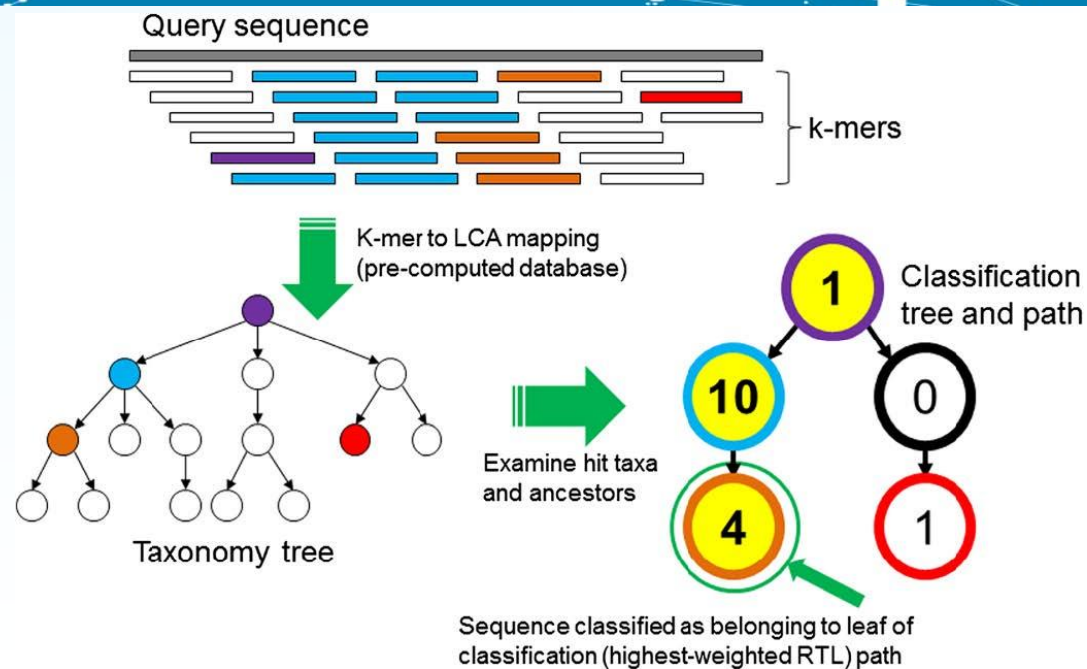 Query sequence
k-mers
K-mer to LCA mapping
(pre-computed database)
Taxonomy tree
Examine hit taxa
and ancestors
Classification
tree and path
1
10
0
4
1
Sequence classified as belonging to leaf of
classification (highest-weighted RTL) path